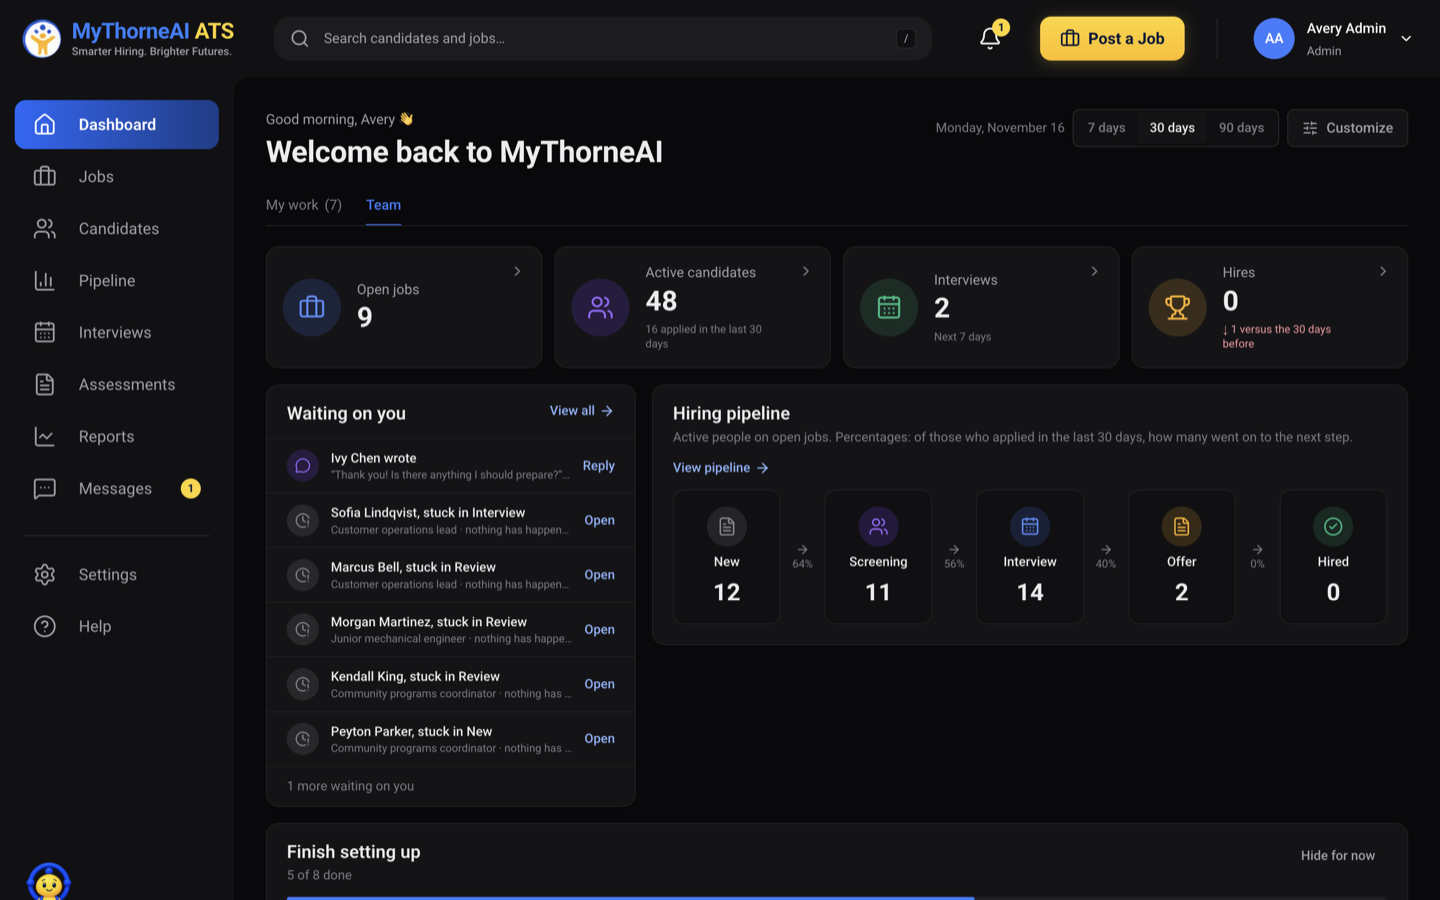 MyThorneAI ATS
Smarter Hiring. Brighter Futures.
Search candidates and jobs...
/
1
Post a Job
AA
Avery Admin
Admin
Dashboard
Jobs
Candidates
Pipeline
Interviews
Assessments
Reports
Messages
1
Settings
Help
Good morning, Avery 👋
Welcome back to MyThorneAI
Monday, November 16
7 days
30 days
90 days
Customize
My work (7)
Team
Open jobs
9
Active candidates
48
16 applied in the last 30
days
Interviews
2
Next 7 days
Hires
0
↓ 1 versus the 30 days
before
Waiting on you
View all →
Ivy Chen wrote
"Thank you! Is there anything I should prepare?"...
Reply
Sofia Lindqvist, stuck in Interview
Customer operations lead · nothing has happen...
Open
Marcus Bell, stuck in Review
Customer operations lead · nothing has happen...
Open
Morgan Martinez, stuck in Review
Junior mechanical engineer · nothing has happe...
Open
Kendall King, stuck in Review
Community programs coordinator · nothing has ...
Open
Peyton Parker, stuck in New
Community programs coordinator · nothing has ...
Open
1 more waiting on you
Hiring pipeline
Active people on open jobs. Percentages: of those who applied in the last 30 days, how many went on to the next step.
View pipeline →
New
12
→
64%
Screening
11
→
56%
Interview
14
→
40%
Offer
2
→
0%
Hired
0
Finish setting up
5 of 8 done
Hide for now